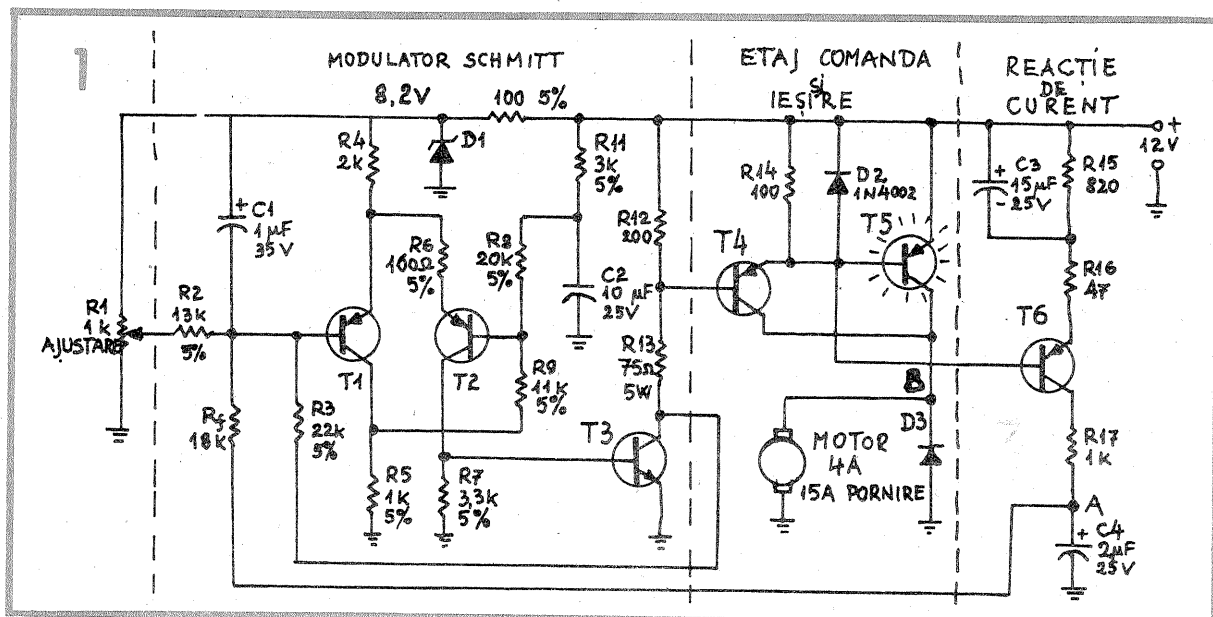 1
MODULATOR SCHMITT
ETAJ COMANDA
și
IEȘIRE
REACȚIE
DE
CURENT
8,2V
100 5%
+
12V
R4
2K
D1
R11
3K
5%
R14
100
D2
1N4002
T5
+
C3
15µF
-25V
R15
820
+
C1
1µF
35V
R6
100Ω
5%
R8
20K
5%
C2
10 µF
25V
R12
200
T4
R16
47
R1
1K
AJUSTARE
R2
13K
5%
T1
T2
R9
11K
5%
R13
75Ω
5W
T6
B
D3
Rf
18K
R3
22K
5%
R5
1K
5%
R7
3,3K
5%
T3
MOTOR
4A
15A PORNIRE
R17
1K
A
+
C4
2µF
25V